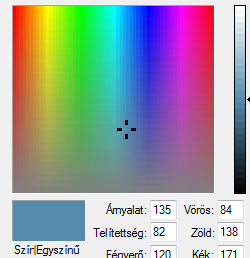 Árnyalat: 135 Vörös: 84
Telítettség: 82 Zöld: 138
Szín|Egyszínű
Fényerő: 120 Kék: 171